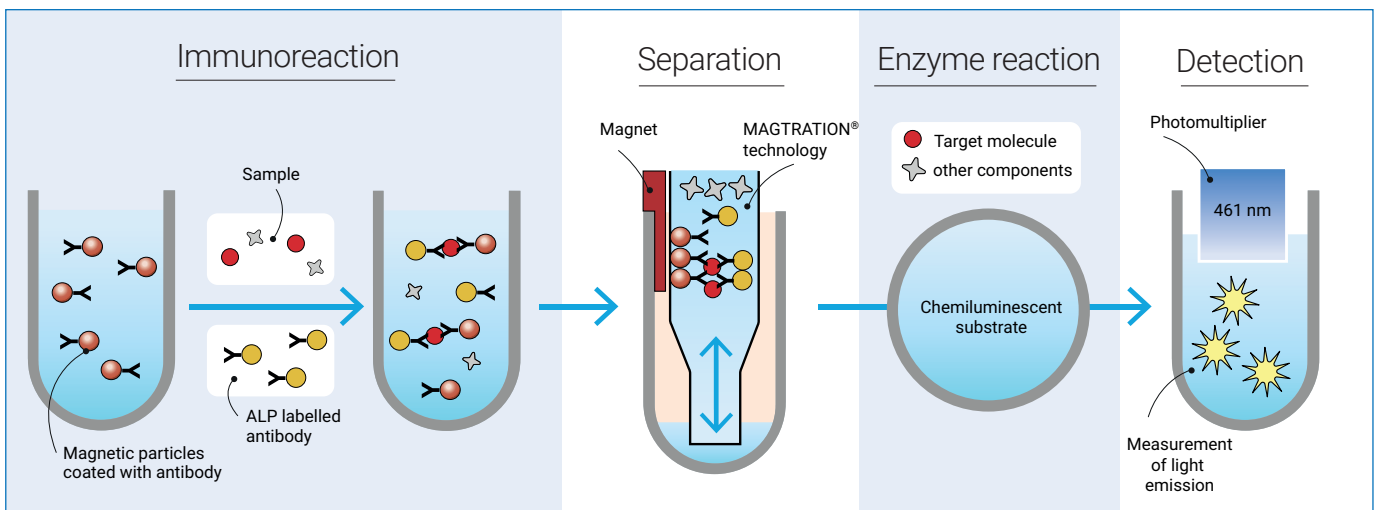 Immunoreaction
Separation
Enzyme reaction
Detection
Sample
ALP labelled
antibody
Magnetic particles
coated with antibody
Magnet
MAGTRATION®
technology
Target molecule
other components
Chemiluminescent
substrate
Photomultiplier
461 nm
Measurement
of light
emission